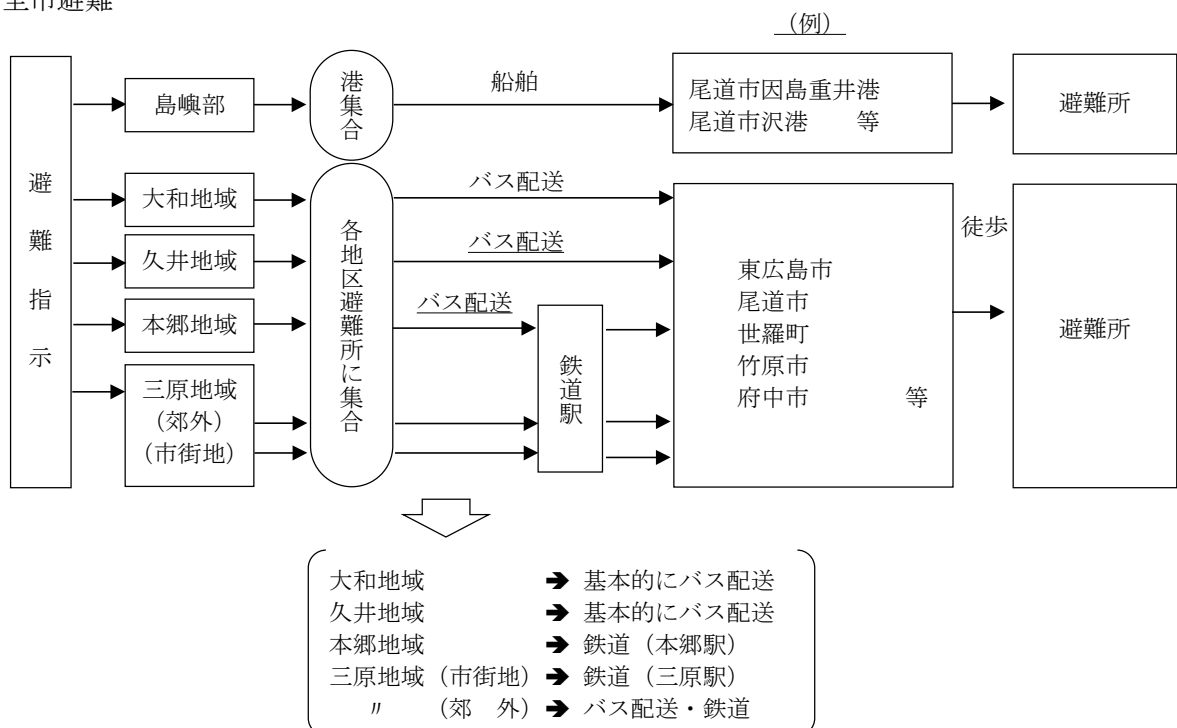 全市避難
（例）
避難指示
島嶼部
港集合
船舶
尾道市因島重井港
尾道市沢港　　等
避難所
大和地域
久井地域
本郷地域
三原地域
（郊外）
（市街地）
各地区避難所に集合
バス配送
バス配送
バス配送
鉄道駅
東広島市
尾道市
世羅町
竹原市
府中市　　　　等
徒歩
避難所
大和地域　　　　　➔ 基本的にバス配送
久井地域　　　　　➔ 基本的にバス配送
本郷地域　　　　　➔ 鉄道（本郷駅）
三原地域（市街地）➔ 鉄道（三原駅）
〃　（郊　外）➔ バス配送・鉄道